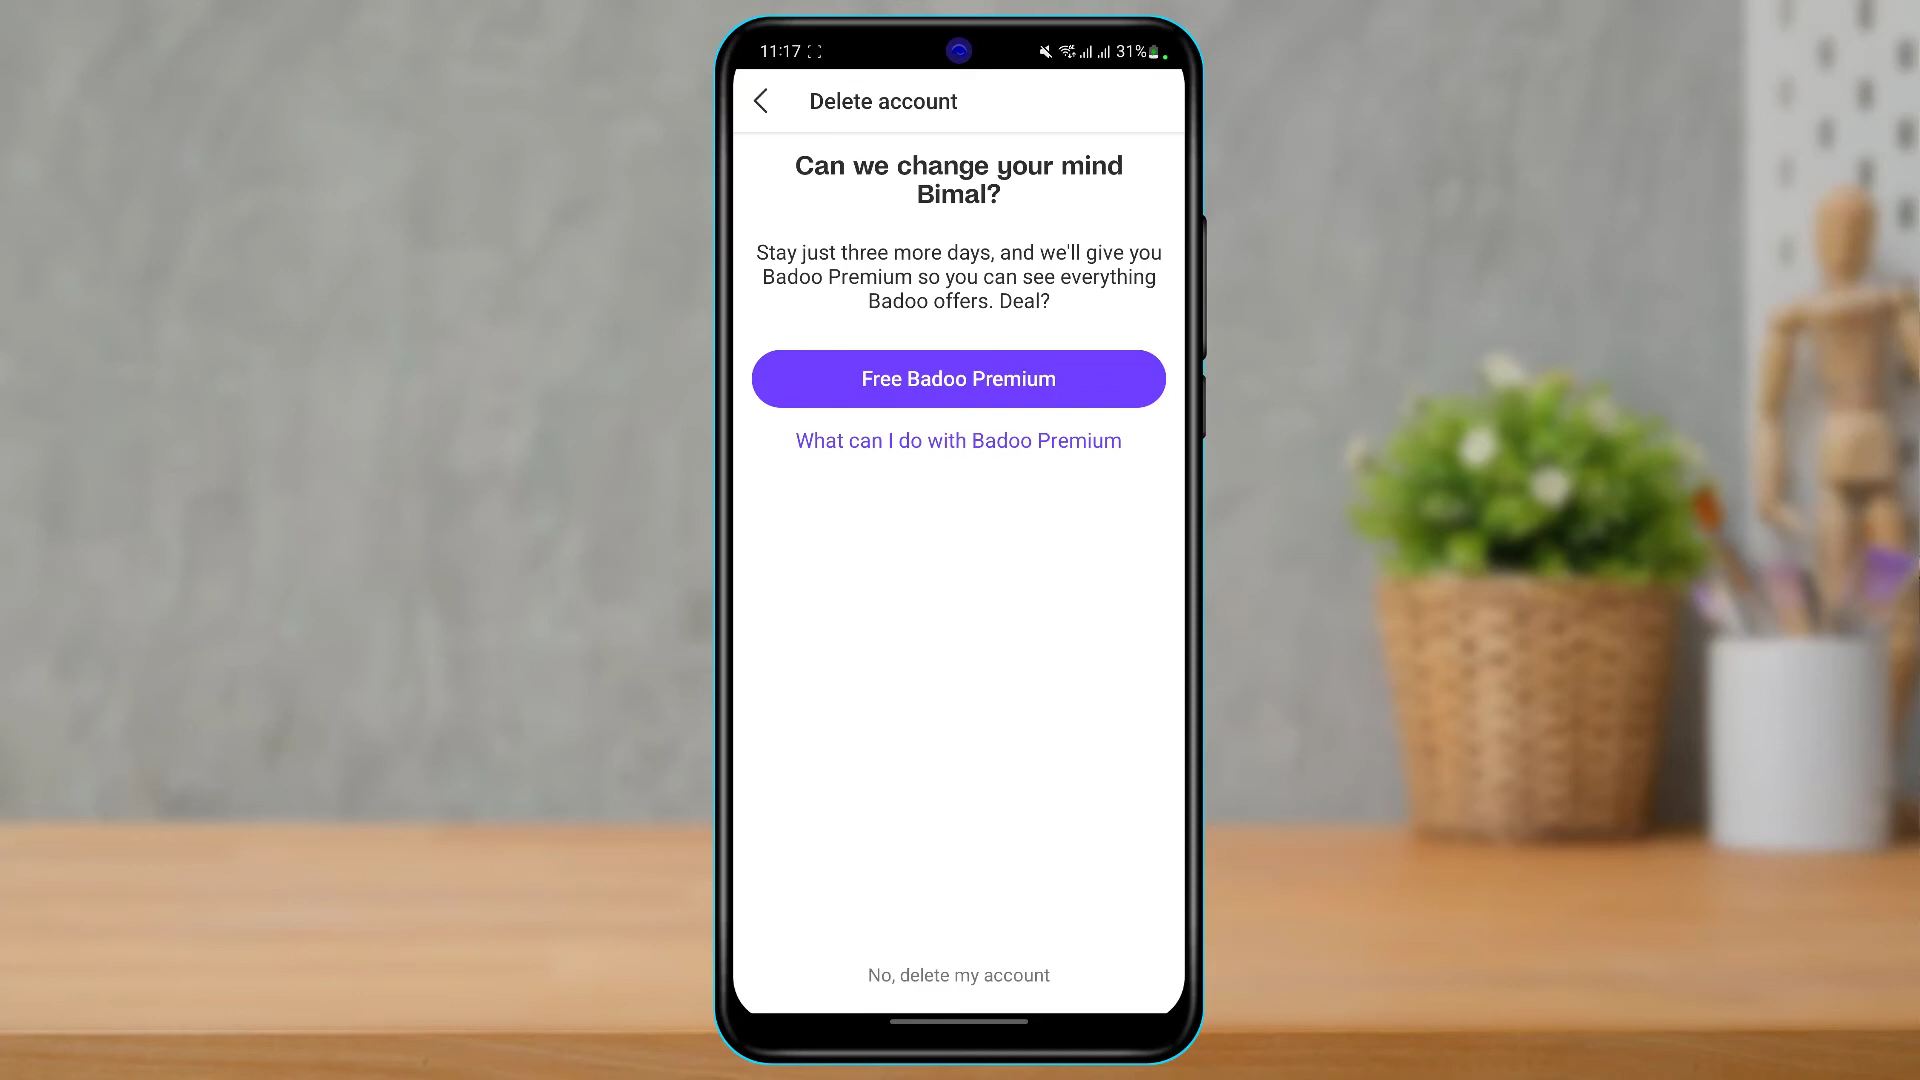 11:17
31%
Delete account
Can we change your mind
Bimal?
Stay just three more days, and we'll give you
Badoo Premium so you can see everything
Badoo offers. Deal?
Free Badoo Premium
What can I do with Badoo Premium
No, delete my account